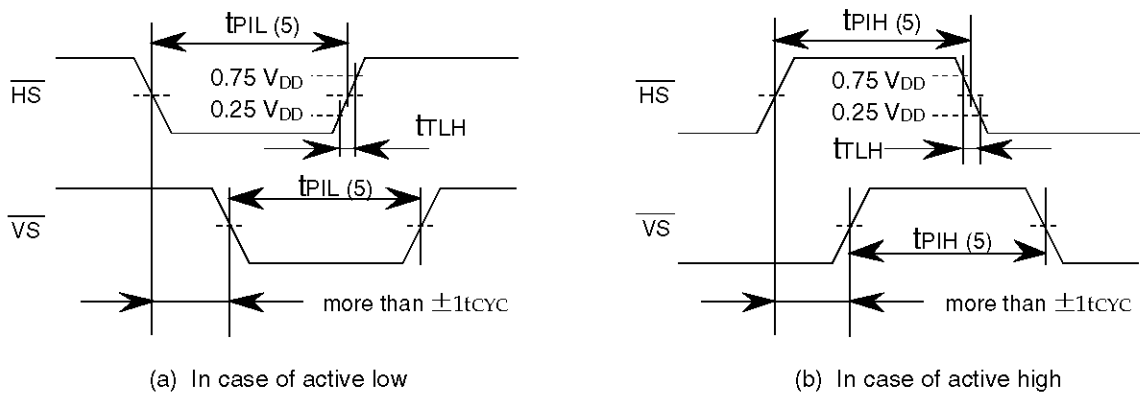 tPIL (5)
HS
0.75 VDD
0.25 VDD
tTLH
tPIL (5)
VS
more than ±1tCYC
(a) In case of active low
tPIH (5)
HS
0.75 VDD
0.25 VDD
tTLH
VS
tPIH (5)
more than ±1tCYC
(b) In case of active high